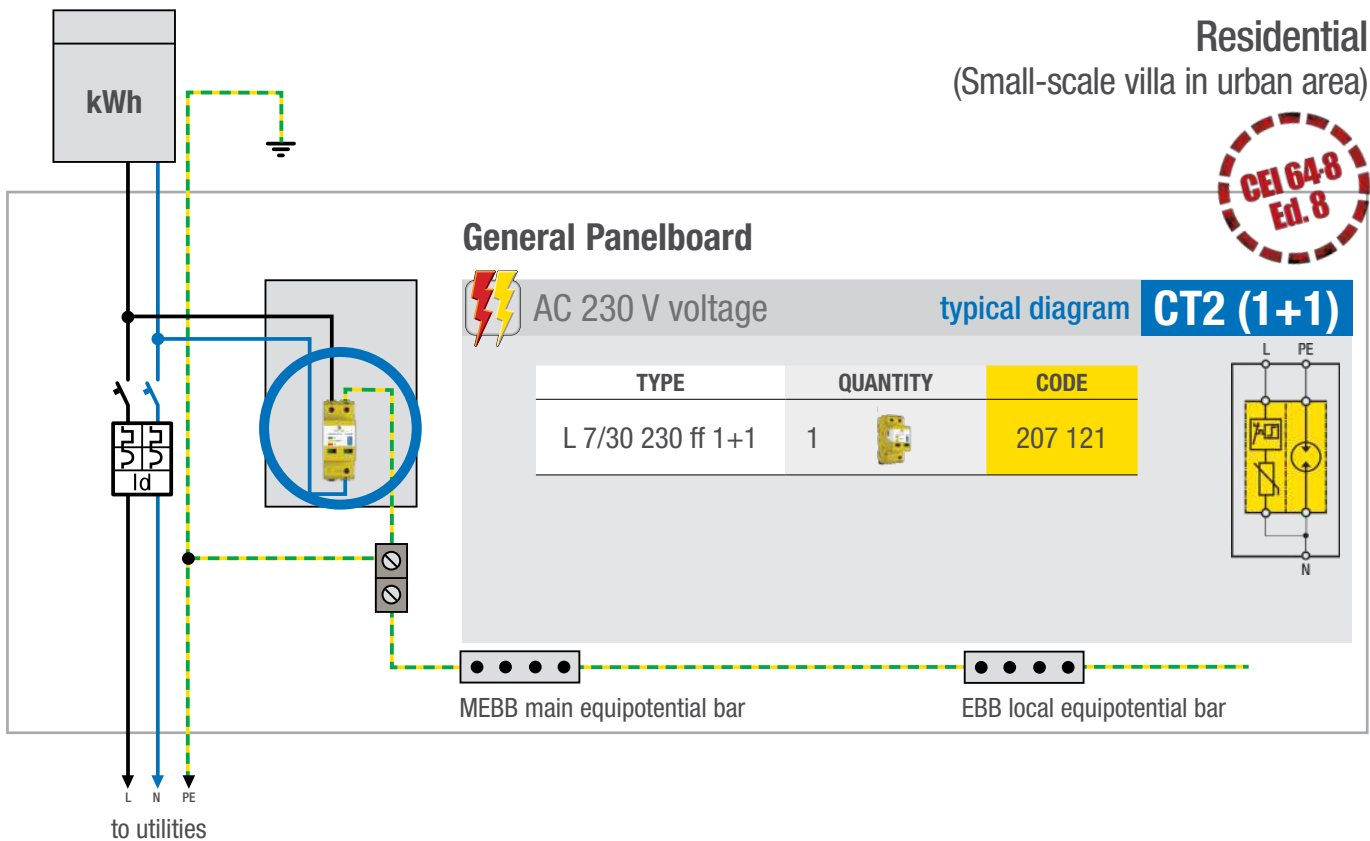 Residential
(Small-scale villa in urban area)
CEI 64-8
Ed. 8
kWh
General Panelboard
AC 230 V voltage
typical diagram
CT2 (1+1)
L PE
TYPE QUANTITY CODE
L 7/30 230 ff 1+1 1 207 121
Id
N
MEBB main equipotential bar
EBB local equipotential bar
L N PE
to utilities